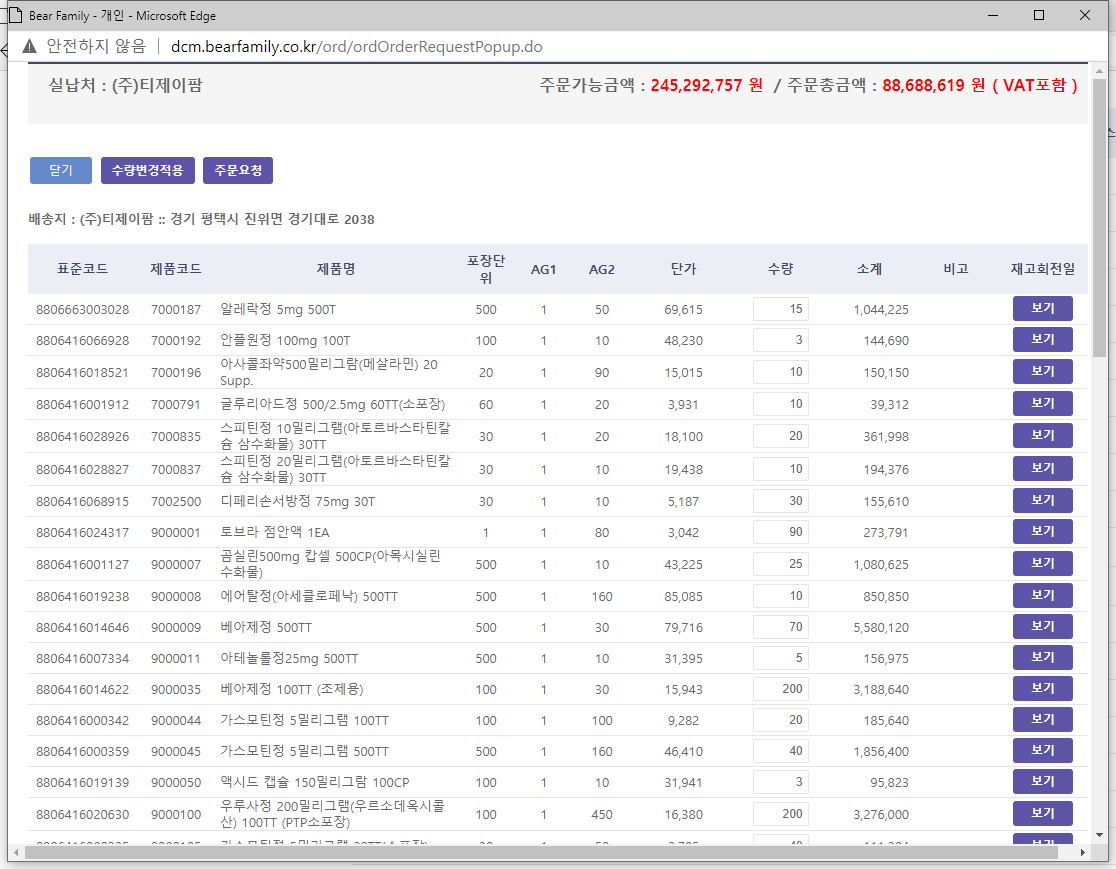 Bear Family - 개인 - Microsoft Edge
안전하지 않음 | dcm.bearfamily.co.kr/ord/ordOrderRequestPopup.do
실납처 : (주)티제이팜 주문가능금액 : 245,292,757 원 / 주문총금액 : 88,688,619 원 ( VAT포함 )
닫기 수량변경적용 주문요청
배송지 : (주)티제이팜 :: 경기 평택시 진위면 경기대로 2038
표준코드 제품코드 제품명 포장단위 AG1 AG2 단가 수량 소계 비고 재고회전일
8806663003028 7000187 알레락정 5mg 500T 500 1 50 69,615 15 1,044,225 보기
8806416066928 7000192 안플원정 100mg 100T 100 1 10 48,230 3 144,690 보기
8806416018521 7000196 아사콜좌약500밀리그람(메살라민) 20 Supp. 20 1 90 15,015 10 150,150 보기
8806416001912 7000791 글루리아드정 500/2.5mg 60TT(소포장) 60 1 20 3,931 10 39,312 보기
8806416028926 7000835 스피틴정 10밀리그램(아토르바스타틴칼슘 삼수화물) 30TT 30 1 20 18,100 20 361,998 보기
8806416028827 7000837 스피틴정 20밀리그램(아토르바스타틴칼슘 삼수화물) 30TT 30 1 10 19,438 10 194,376 보기
8806416068915 7002500 디페리손서방정 75mg 30T 30 1 10 5,187 30 155,610 보기
8806416024317 9000001 토브라 점안액 1EA 1 1 80 3,042 90 273,791 보기
8806416001127 9000007 곰실린500mg 캅셀 500CP(아목시실린수화물) 500 1 10 43,225 25 1,080,625 보기
8806416019238 9000008 에어탈정(아세클로페낙) 500TT 500 1 160 85,085 10 850,850 보기
8806416014646 9000009 베아제정 500TT 500 1 30 79,716 70 5,580,120 보기
8806416007334 9000011 아테놀롤정25mg 500TT 500 1 10 31,395 5 156,975 보기
8806416014622 9000035 베아제정 100TT (조제용) 100 1 30 15,943 200 3,188,640 보기
8806416000342 9000044 가스모틴정 5밀리그램 100TT 100 1 100 9,282 20 185,640 보기
8806416000359 9000045 가스모틴정 5밀리그램 500TT 500 1 160 46,410 40 1,856,400 보기
8806416019139 9000050 액시드 캡슐 150밀리그람 100CP 100 1 10 31,941 3 95,823 보기
8806416020630 9000100 우루사정 200밀리그램(우르소데옥시콜산) 100TT (PTP소포장) 100 1 450 16,380 200 3,276,000 보기